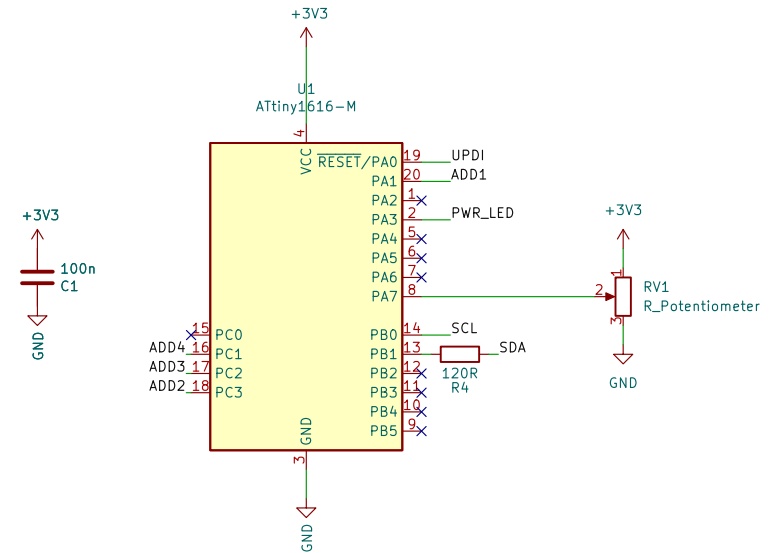 +3V3
U1
ATtiny1616-M
4
VCC
RESET/PA0 19 UPDI
PA1 20 ADD1
PA2 1
PA3 2 PWR_LED
PA4 5
PA5 6
PA6 7
PA7 8
+3V3
100n
C1
GND
+3V3
1
2
3
RV1
R_Potentiometer
GND
15 PC0
ADD4 16 PC1
ADD3 17 PC2
ADD2 18 PC3
PB0 14 SCL
PB1 13 SDA
120R
R4
PB2 12
PB3 11
PB4 10
PB5 9
GND
3
GND